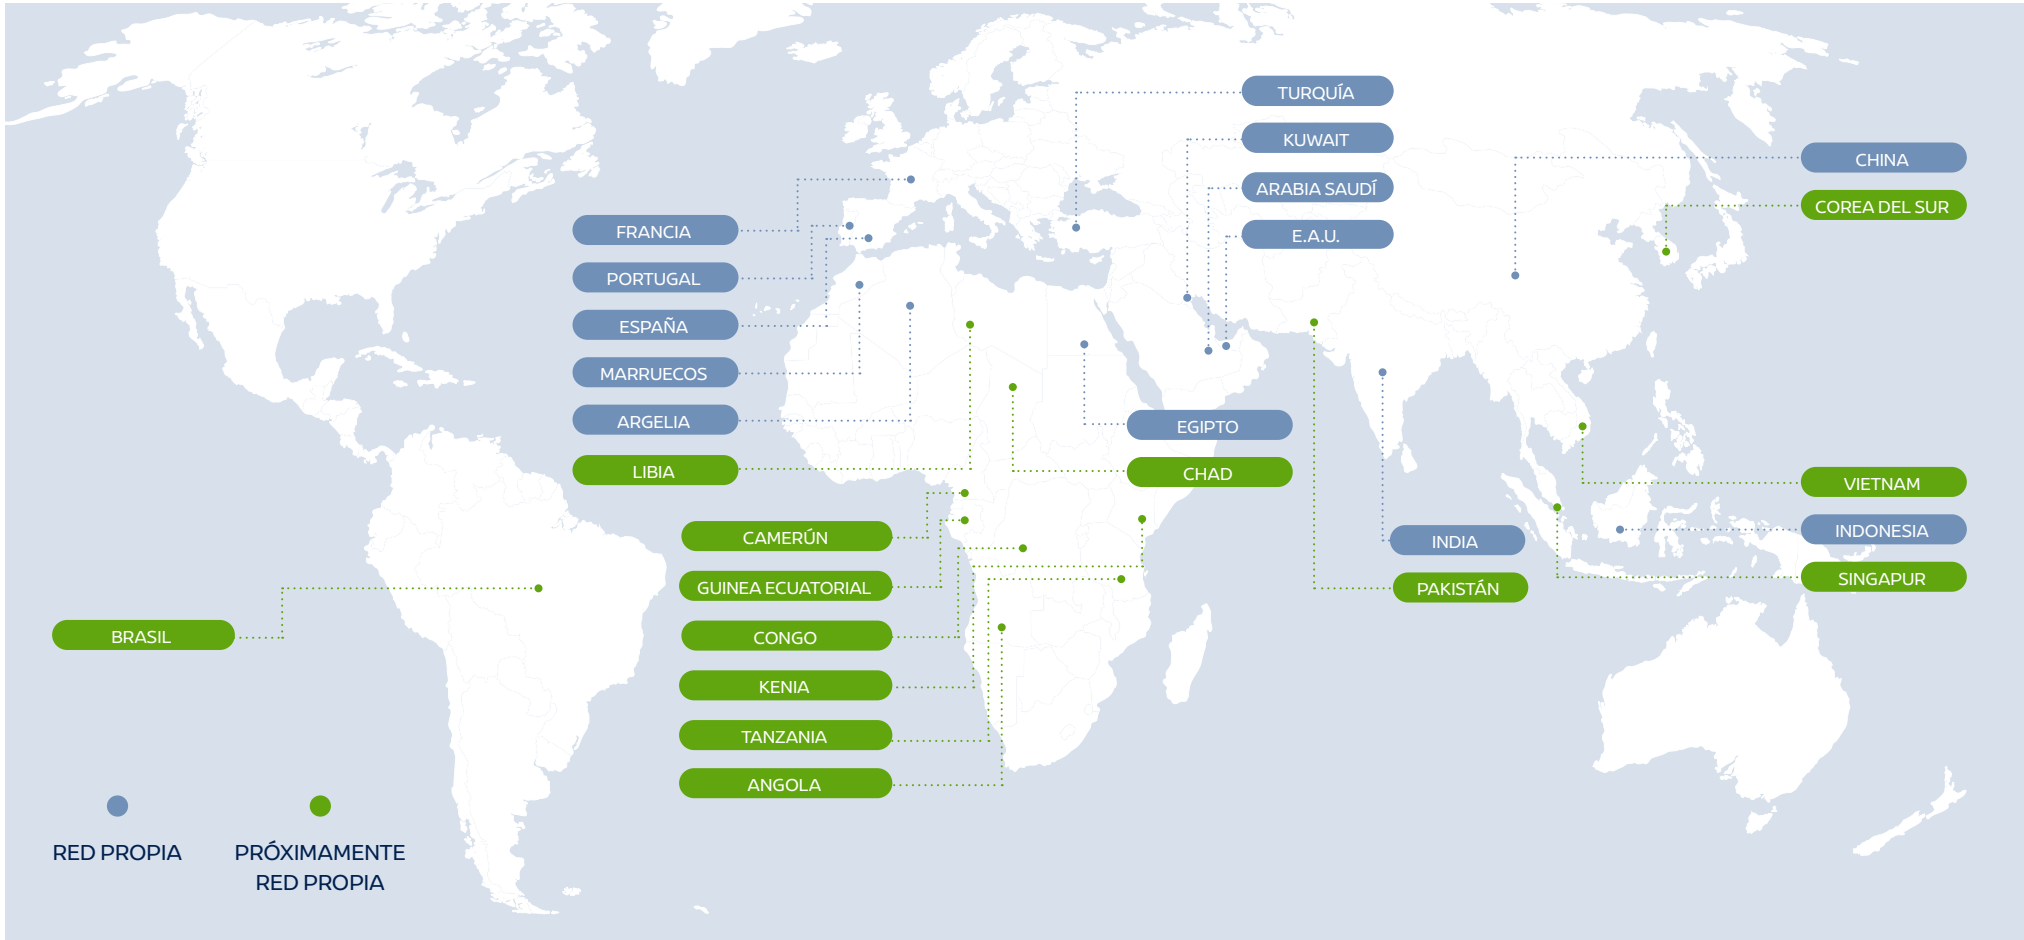 TURQUÍA
KUWAIT
ARABIA SAUDÍ
E.A.U.
CHINA
COREA DEL SUR
FRANCIA
PORTUGAL
ESPAÑA
MARRUECOS
ARGELIA
LIBIA
EGIPTO
CHAD
CAMERÚN
GUINEA ECUATORIAL
CONGO
KENIA
TANZANIA
ANGOLA
INDIA
PAKISTÁN
VIETNAM
INDONESIA
SINGAPUR
BRASIL
RED PROPIA
PRÓXIMAMENTE
RED PROPIA